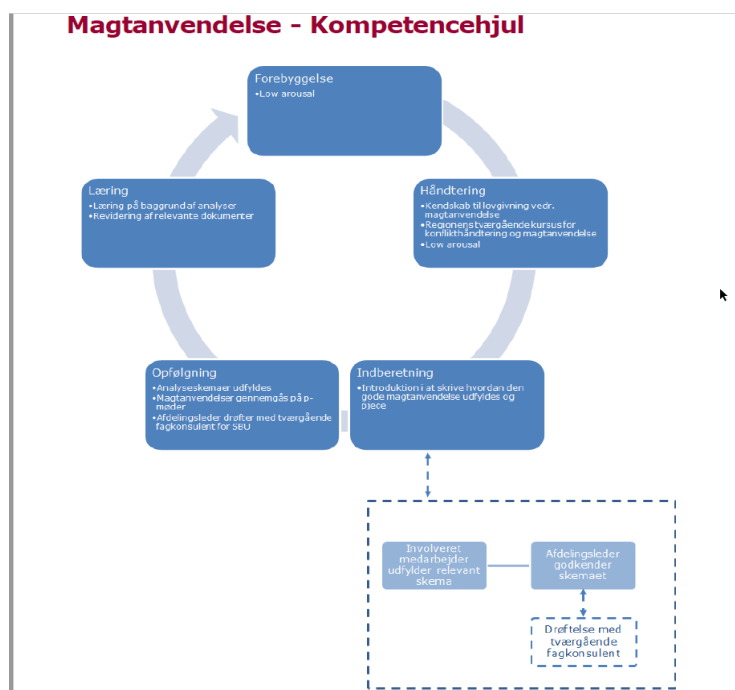 Magtanvendelse - Kompetencehjul
Forebyggelse
•Low arousal
Håndtering
•Kendskab til lovgivning vedr.
magtanvendelse
•Regionens tværgående kursus for
konflikthåndtering og magtanvendelse
•Low arousal
Indberetning
•Introduktion i at skrive hvordan den
gode magtanvendelse udfyldes og
pjece
Opfølgning
•Analyseskemaer udfyldes
•Magtanvendelser gennemgås på p-
møder
•Afdelingsleder drøfter med tværgående
fagkonsulent for SBU
Læring
•Læring på baggrund af analyser
•Revidering af relevante dokumenter
Involveret
medarbejder
udfylder relevant
skema
Afdelingsleder
godkender
skemaet
Drøftelse med
tværgående
fagkonsulent